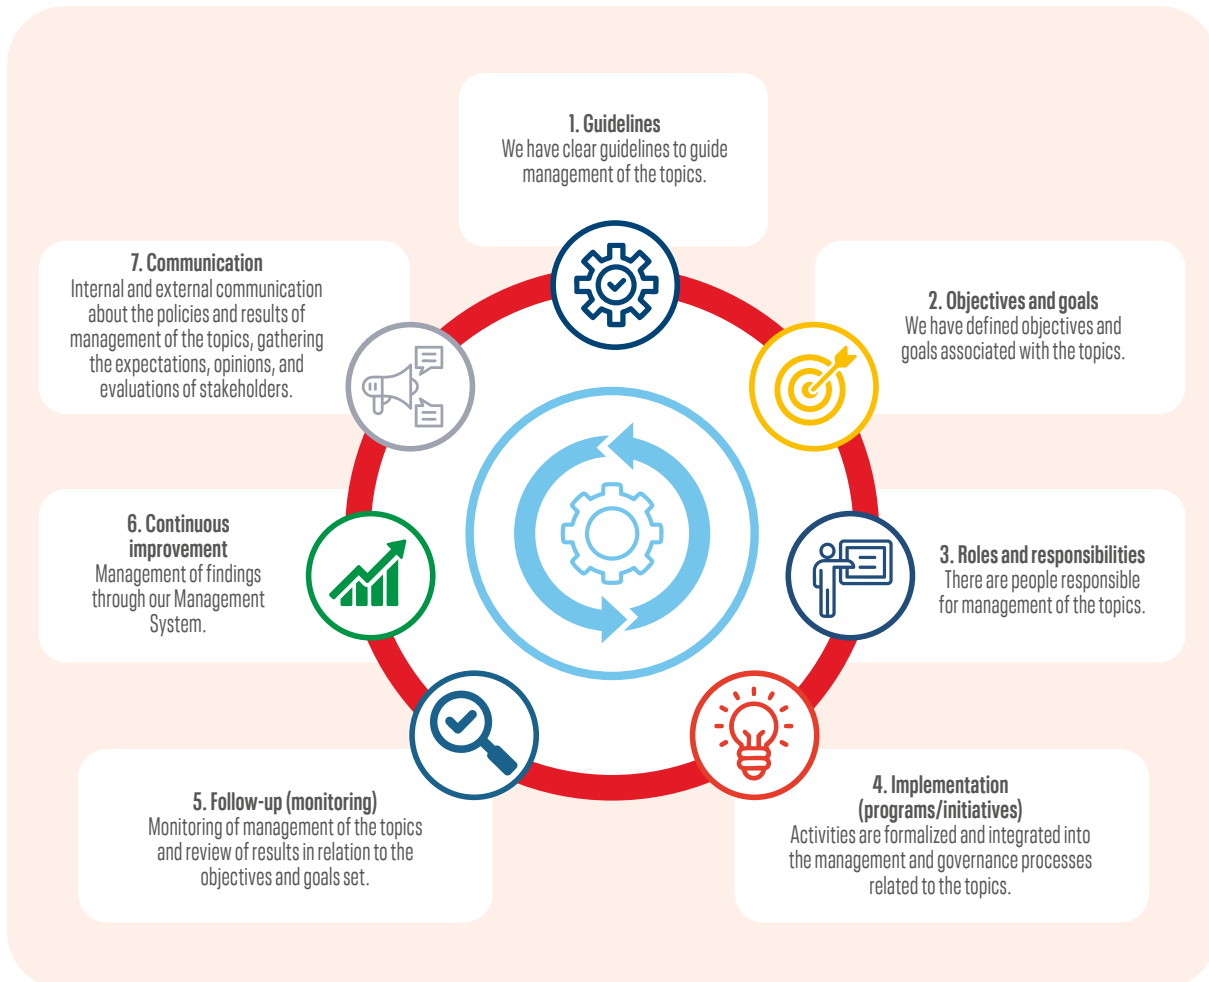 1. Guidelines
We have clear guidelines to guide
management of the topics.
2. Objectives and goals
We have defined objectives and
goals associated with the topics.
3. Roles and responsibilities
There are people responsible
for management of the topics.
4. Implementation
(programs/initiatives)
Activities are formalized and integrated into
the management and governance processes
related to the topics.
5. Follow-up (monitoring)
Monitoring of management of the topics
and review of results in relation to the
objectives and goals set.
6. Continuous
improvement
Management of findings
through our Management
System.
7. Communication
Internal and external communication
about the policies and results of
management of the topics, gathering
the expectations, opinions, and
evaluations of stakeholders.